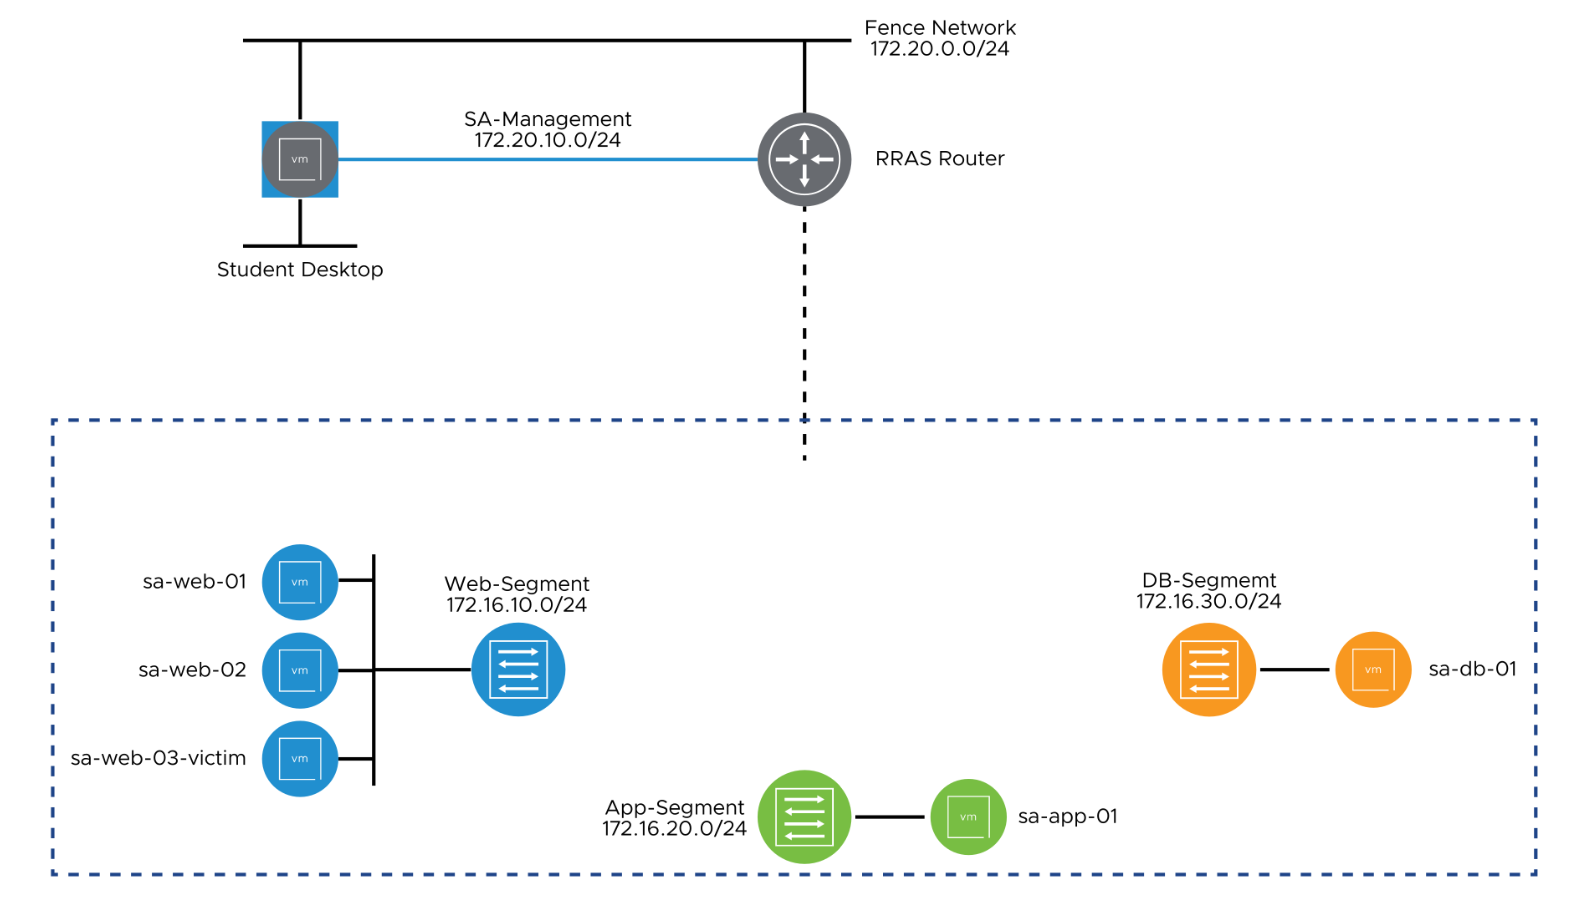 Fence Network
172.20.0.0/24
SA-Management
172.20.10.0/24
vm
RRAS Router
Student Desktop
sa-web-01
vm
Web-Segment
172.16.10.0/24
DB-Segmemt
172.16.30.0/24
sa-web-02
vm
vm
sa-db-01
sa-web-03-victim
vm
App-Segment
172.16.20.0/24
vm
sa-app-01